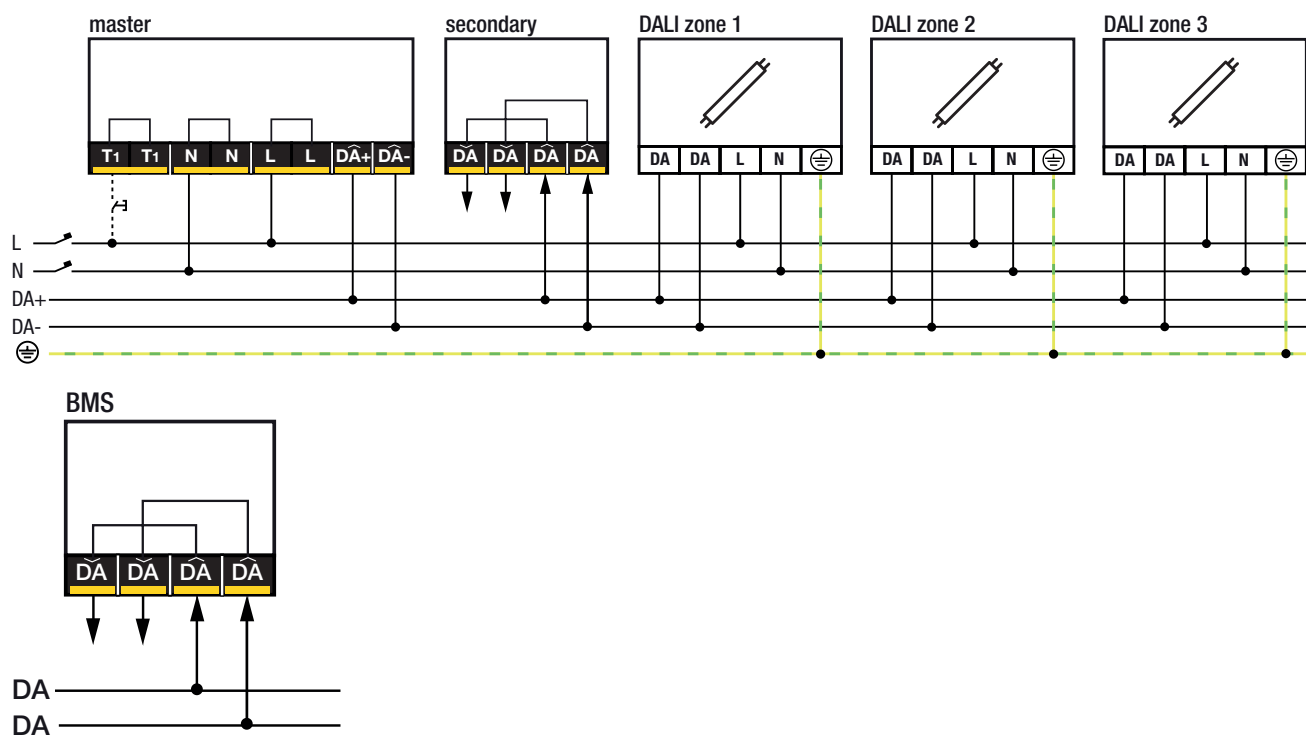 master secondary DALI zone 1 DALI zone 2 DALI zone 3
T1 T1 N N L L DA+ DA- DA DA DA DA DA DA L N DA DA L N DA DA L N
L
N
DA+
DA-
BMS
DA DA DA DA
DA
DA